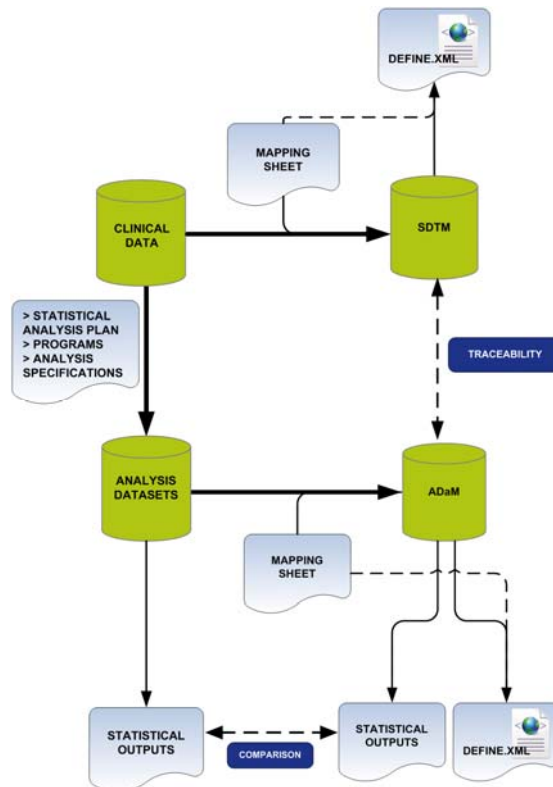 DEFINE.XML
MAPPING
SHEET
CLINICAL
DATA
SDTM
> STATISTICAL
ANALYSIS PLAN
> PROGRAMS
> ANALYSIS
SPECIFICATIONS
TRACEABILITY
ANALYSIS
DATASETS
ADaM
MAPPING
SHEET
STATISTICAL
OUTPUTS
COMPARISON
STATISTICAL
OUTPUTS
DEFINE.XML